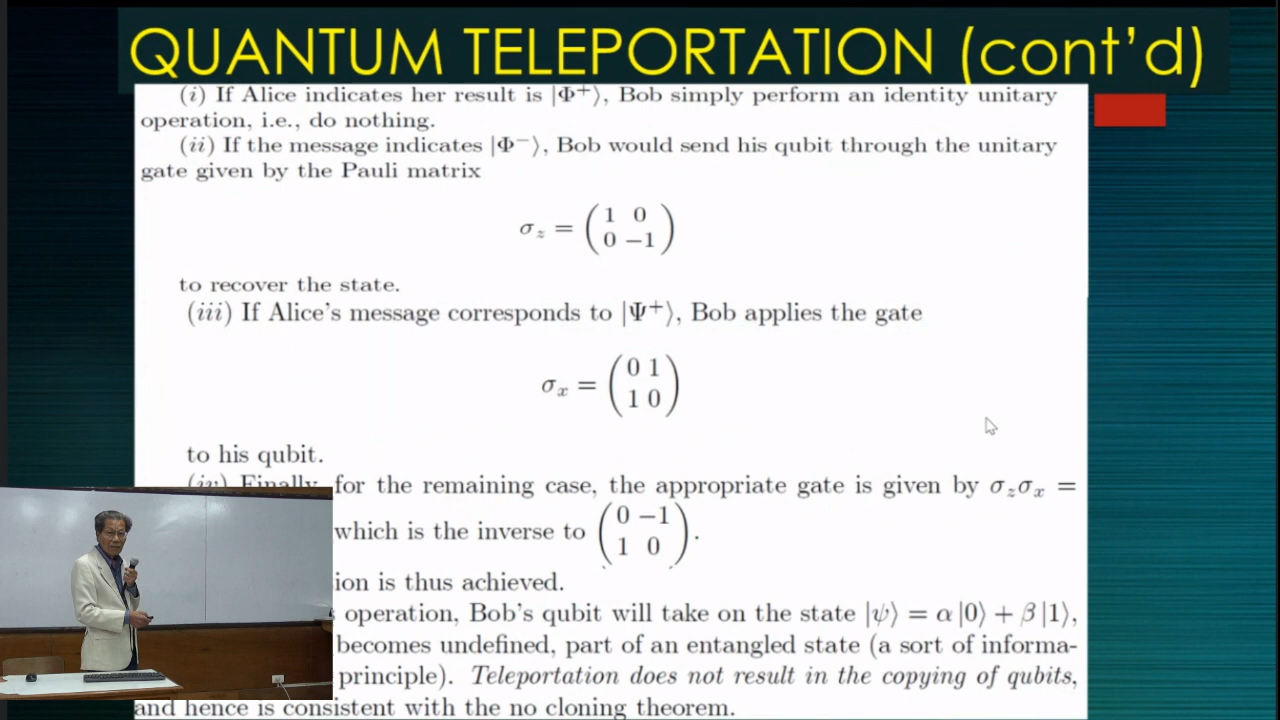 QUANTUM TELEPORTATION (cont’d)
(i) If Alice indicates her result is |Φ⁺⟩, Bob simply perform an identity unitary
operation, i.e., do nothing.
(ii) If the message indicates |Φ⁻⟩, Bob would send his qubit through the unitary
gate given by the Pauli matrix
σ_z = (1 0
0 −1)
to recover the state.
(iii) If Alice's message corresponds to |Ψ⁺⟩, Bob applies the gate
σ_x = (0 1
1 0)
to his qubit.
(iv) Finally, for the remaining case, the appropriate gate is given by σ_zσ_x =
which is the inverse to (0 −1
1 0).
ion is thus achieved.
operation, Bob's qubit will take on the state |ψ⟩ = α|0⟩ + β|1⟩,
becomes undefined, part of an entangled state (a sort of informa-
principle). Teleportation does not result in the copying of qubits,
and hence is consistent with the no cloning theorem.